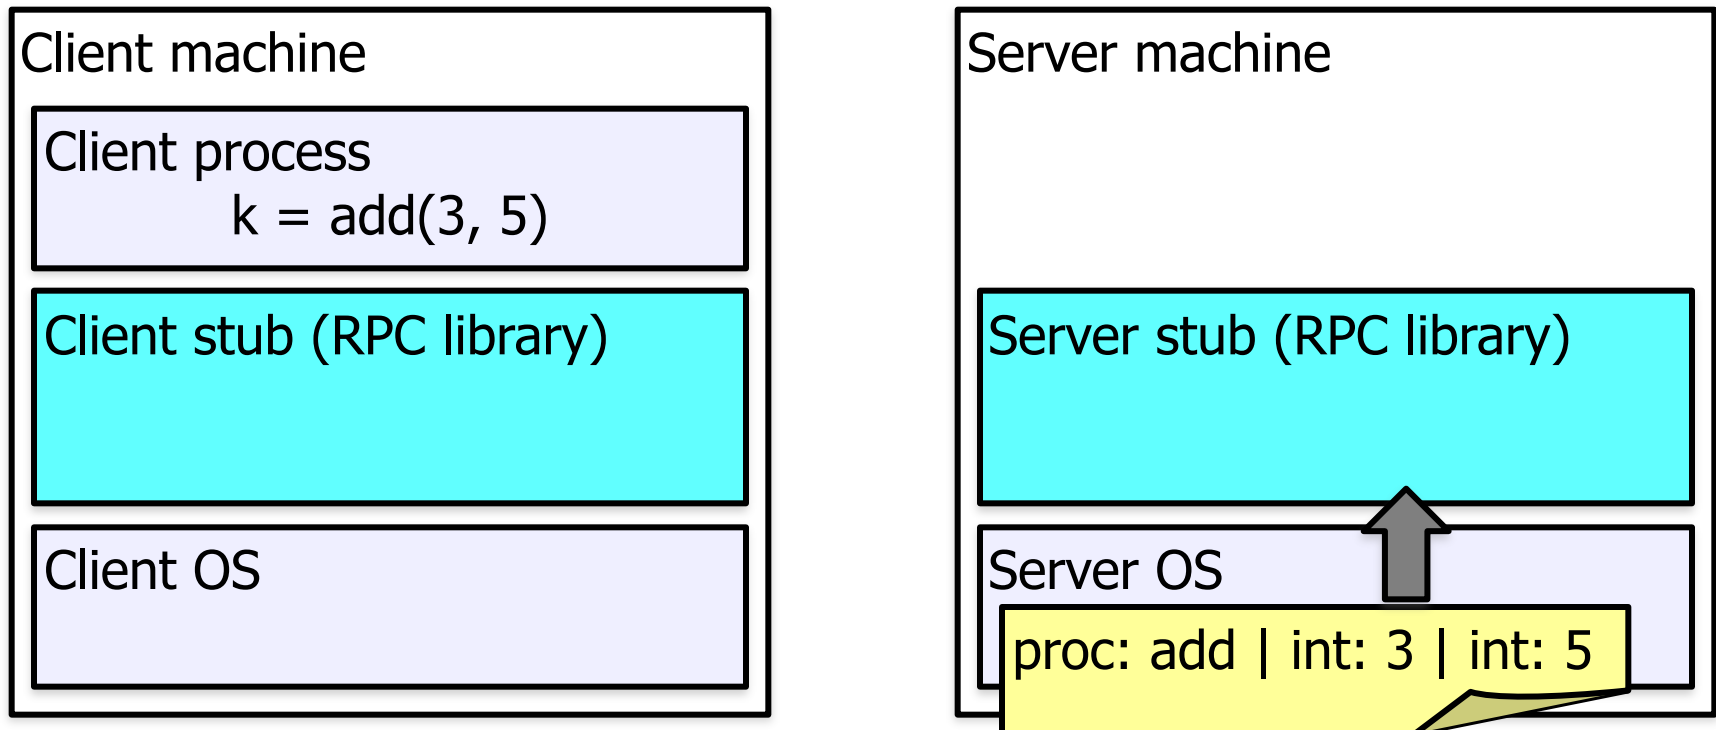 Client machine
Client process
k = add(3, 5)
Client stub (RPC library)
Client OS
Server machine
Server stub (RPC library)
Server OS
proc: add | int: 3 | int: 5